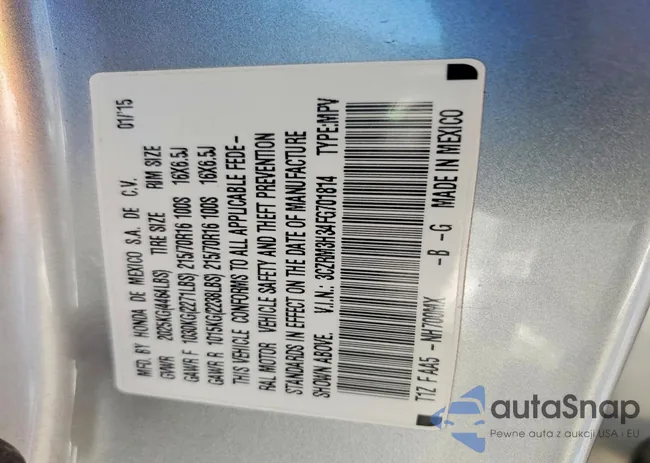 MFD. BY HONDA DE MEXICO S.A. DE C.V. 01/15
GVWR 2025KG(4464LBS) TIRE SIZE RIM SIZE
GAWR F 1030KG(2271LBS) 215/70R16 100S 16X6.5J
GAWR R 1015KG(2238LBS) 215/70R16 100S 16X6.5J
THIS VEHICLE CONFORMS TO ALL APPLICABLE FEDE-
RAL MOTOR VEHICLE SAFETY AND THEFT PREVENTION
STANDARDS IN EFFECT ON THE DATE OF MANUFACTURE
SHOWN ABOVE. V.I.N.: 3CZRM3H34FG701814 TYPE:MPV
T1Z FAA5 -NH700MX -B -G MADE IN MEXICO
autaSnap
Pewne auta z aukcji USA i EU